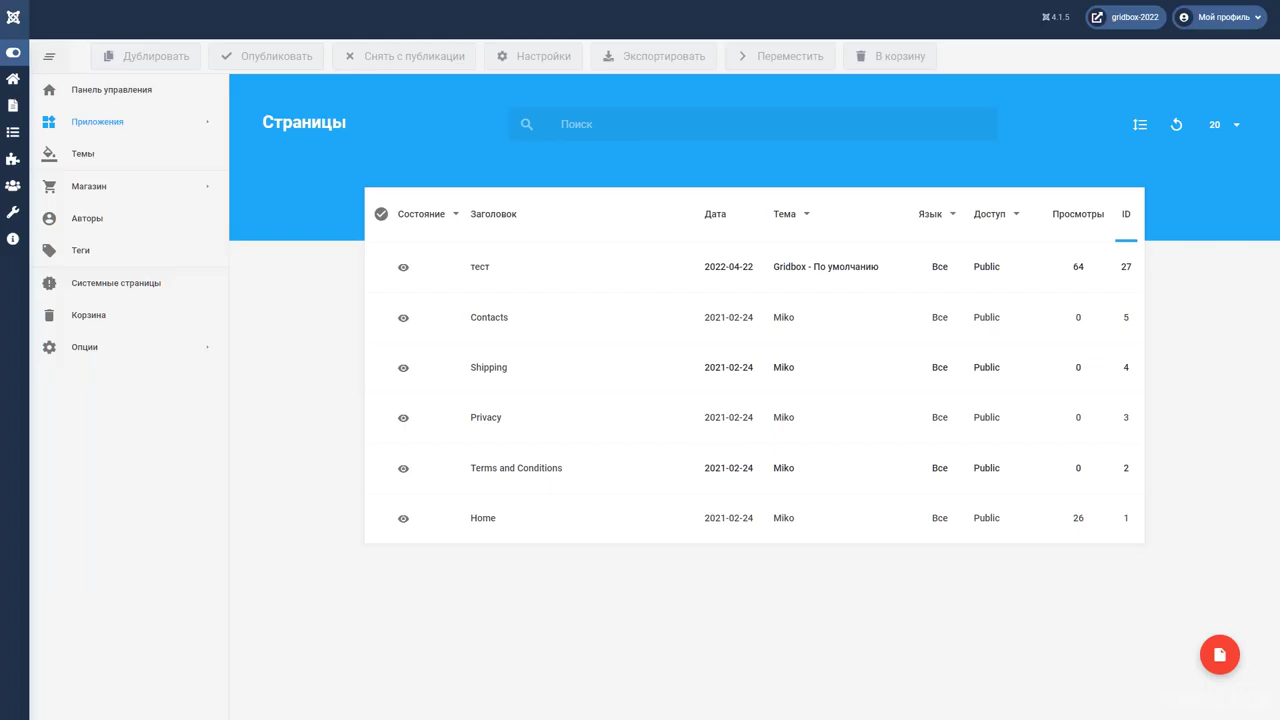 4.1.5 gridbox-2022 Мой профиль
Дублировать Опубликовать Снять с публикации Настройки Экспортировать Переместить В корзину
Панель управления
Приложения
Темы
Магазин
Авторы
Теги
Системные страницы
Корзина
Опции
Страницы Поиск 20
Состояние Заголовок Дата Тема Язык Доступ Просмотры ID
тест 2022-04-22 Gridbox - По умолчанию Все Public 64 27
Contacts 2021-02-24 Miko Все Public 0 5
Shipping 2021-02-24 Miko Все Public 0 4
Privacy 2021-02-24 Miko Все Public 0 3
Terms and Conditions 2021-02-24 Miko Все Public 0 2
Home 2021-02-24 Miko Все Public 26 1